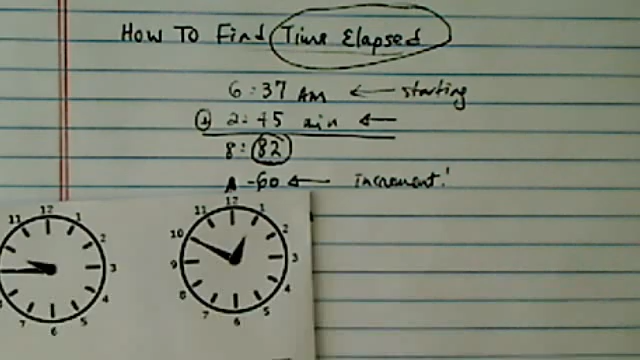 How To Find Time Elapsed
6:37 AM ← starting
+ 2:45 min ←
8:82
-60 ← increment!
11 12 1
10 2
9 3
8 4
7 6 5
12 1
11 2
3
4
6 5